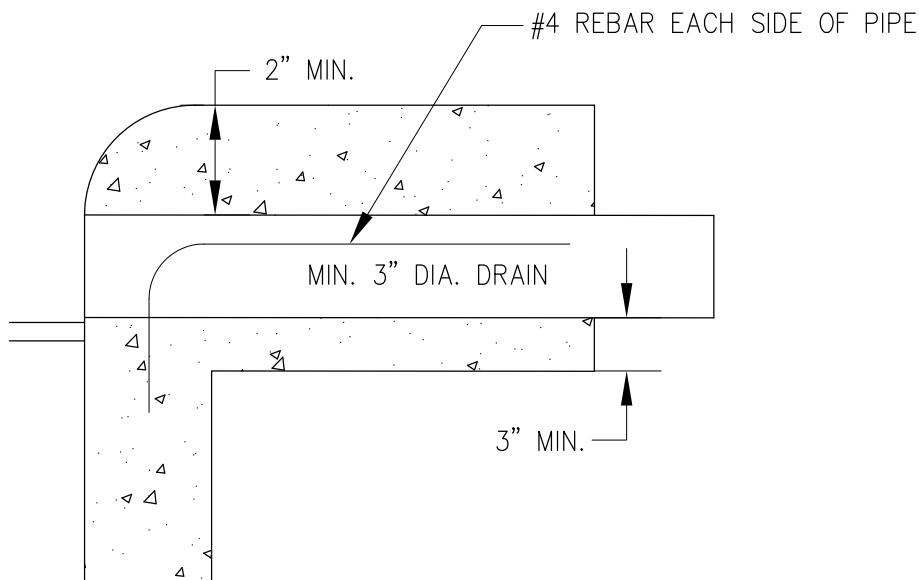 #4 REBAR EACH SIDE OF PIPE
2” MIN.
MIN. 3” DIA. DRAIN
3” MIN.